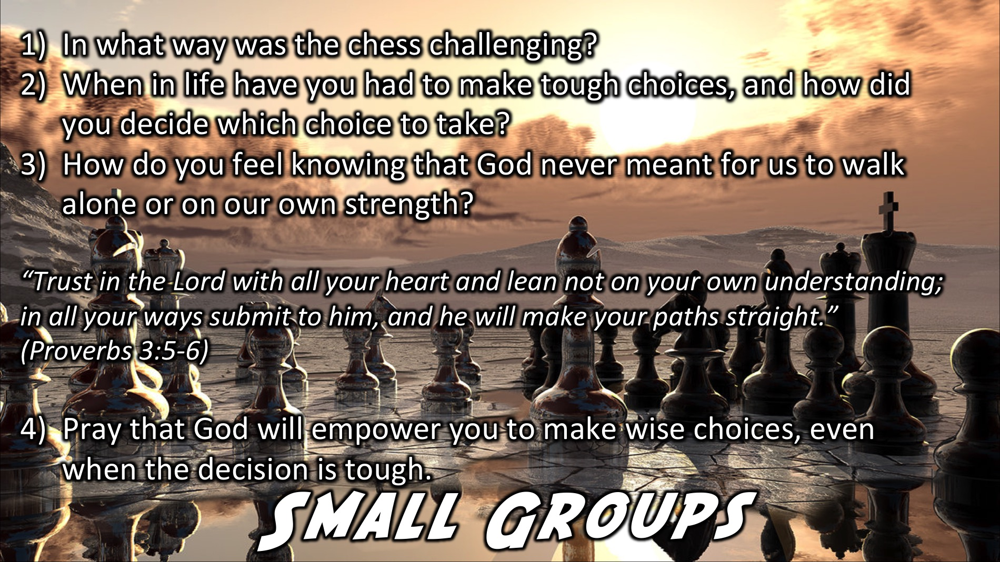 1) In what way was the chess challenging?
2) When in life have you had to make tough choices, and how did
you decide which choice to take?
3) How do you feel knowing that God never meant for us to walk
alone or on our own strength?
“Trust in the Lord with all your heart and lean not on your own understanding;
in all your ways submit to him, and he will make your paths straight.”
(Proverbs 3:5-6)
4) Pray that God will empower you to make wise choices, even
when the decision is tough.
SMALL GROUPS